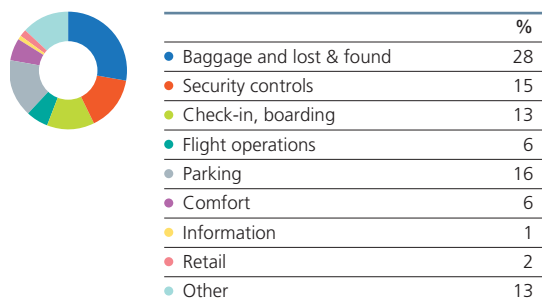 %
Baggage and lost & found 28
Security controls 15
Check-in, boarding 13
Flight operations 6
Parking 16
Comfort 6
Information 1
Retail 2
Other 13